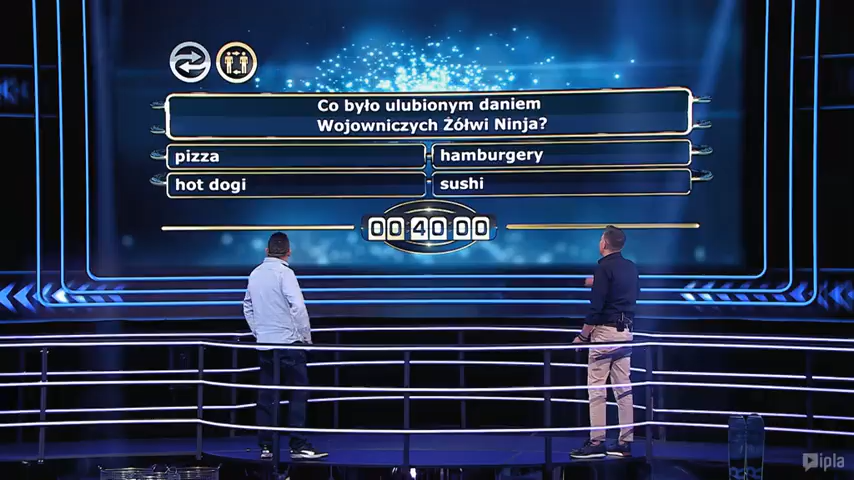 Co było ulubionym daniem
Wojowniczych Żółwi Ninja?
pizza
hamburgery
hot dogi
sushi
00 40 00
ipla